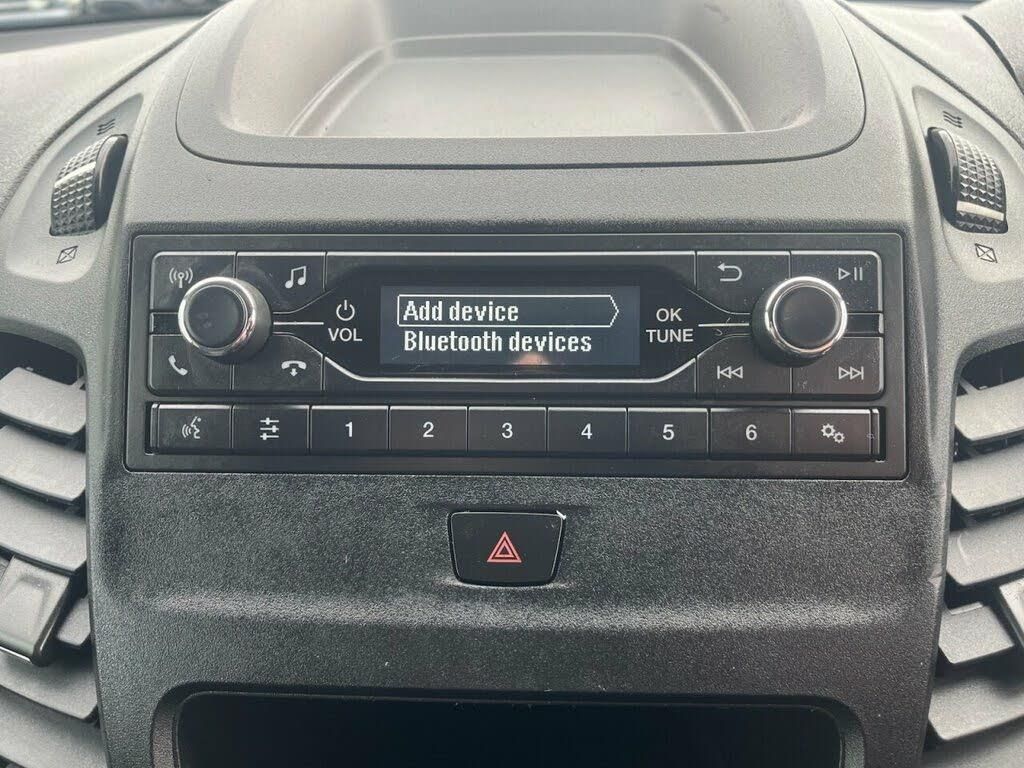 Add device
Bluetooth devices
VOL
OK
TUNE
1 2 3 4 5 6